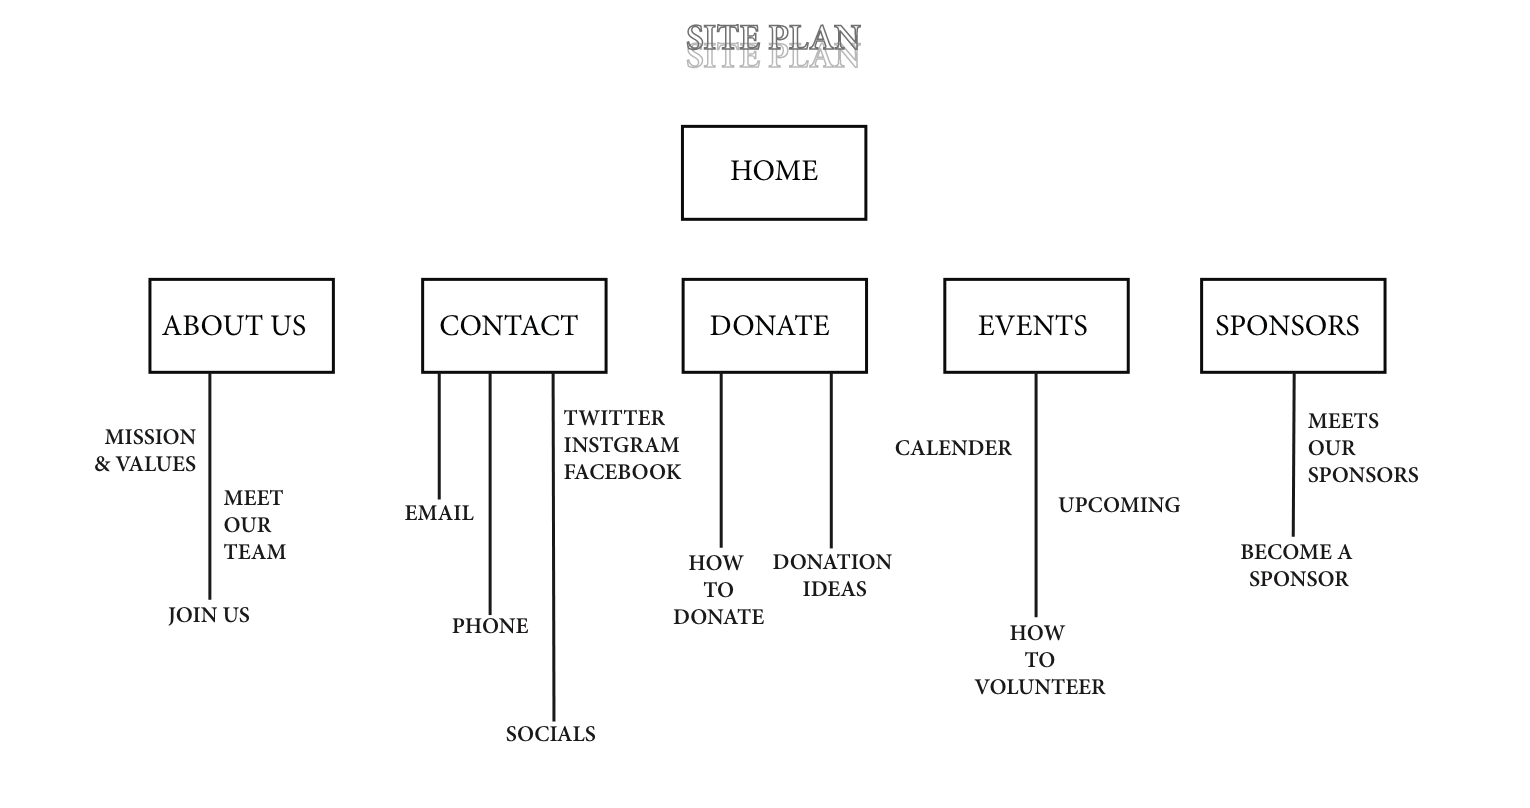 SITE PLAN
HOME
ABOUT US
CONTACT
DONATE
EVENTS
SPONSORS
MISSION
& VALUES
MEET
OUR
TEAM
JOIN US
EMAIL
PHONE
TWITTER
INSTGRAM
FACEBOOK
SOCIALS
HOW
TO
DONATE
DONATION
IDEAS
CALENDER
UPCOMING
HOW
TO
VOLUNTEER
MEETS
OUR
SPONSORS
BECOME A
SPONSOR